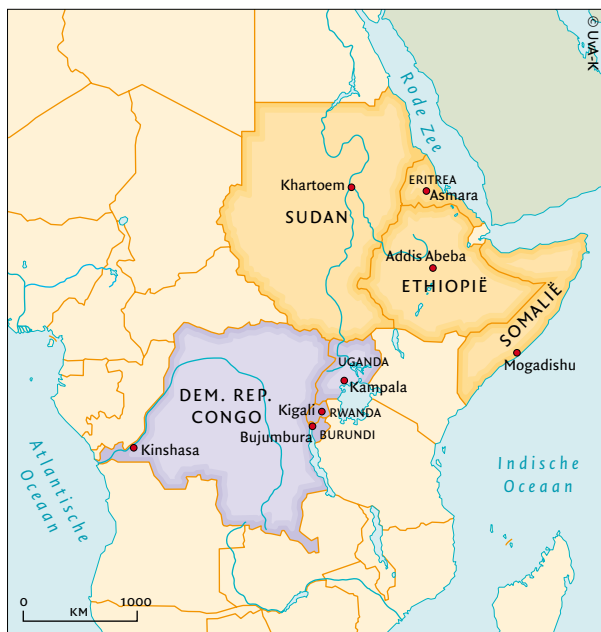 © UvA-K
Rode Zee
ERITREA
Khartoem
Asmara
SUDAN
Addis Abeba
ETHIOPIË
SOMALIË
Mogadishu
UGANDA
Kampala
DEM. REP.
CONGO
Kigali
RWANDA
Bujumbura
BURUNDI
Kinshasa
Atlantische
Oceaan
Indische
Oceaan
0
1000
KM